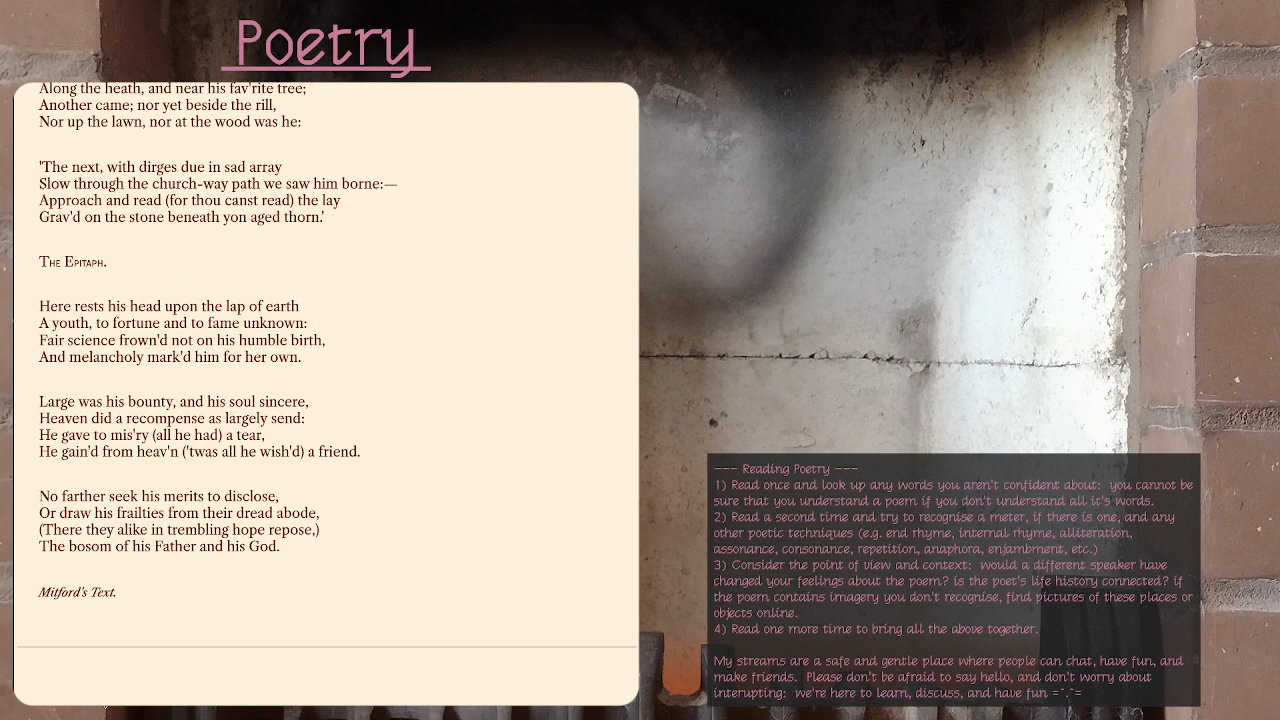 Poetry
Along the heath, and near his fav'rite tree;
Another came; nor yet beside the rill,
Nor up the lawn, nor at the wood was he:
'The next, with dirges due in sad array
Slow through the church-way path we saw him borne:—
Approach and read (for thou canst read) the lay
Grav'd on the stone beneath yon aged thorn.'
The Epitaph.
Here rests his head upon the lap of earth
A youth, to fortune and to fame unknown:
Fair science frown'd not on his humble birth,
And melancholy mark'd him for her own.
Large was his bounty, and his soul sincere,
Heaven did a recompense as largely send:
He gave to mis'ry (all he had) a tear,
He gain'd from heav'n ('twas all he wish'd) a friend.
No farther seek his merits to disclose,
Or draw his frailties from their dread abode,
(There they alike in trembling hope repose,)
The bosom of his Father and his God.
Mitford's Text.
--- Reading Poetry ---
1) Read once and look up any words you aren't confident about:  you cannot be
sure that you understand a poem if you don't understand all it's words.
2) Read a second time and try to recognise a meter, if there is one, and any
other poetic techniques (e.g. end rhyme, internal rhyme, alliteration,
assonance, consonance, repetition, anaphora, enjambment, etc.)
3) Consider the point of view and context:  would a different speaker have
changed your feelings about the poem? is the poet's life history connected? if
the poem contains imagery you don't recognise, find pictures of these places or
objects online.
4) Read one more time to bring all the above together.
My streams are a safe and gentle place where people can chat, have fun, and
make friends.  Please don't be afraid to say hello, and don't worry about
interupting:  we're here to learn, discuss, and have fun =^.^=